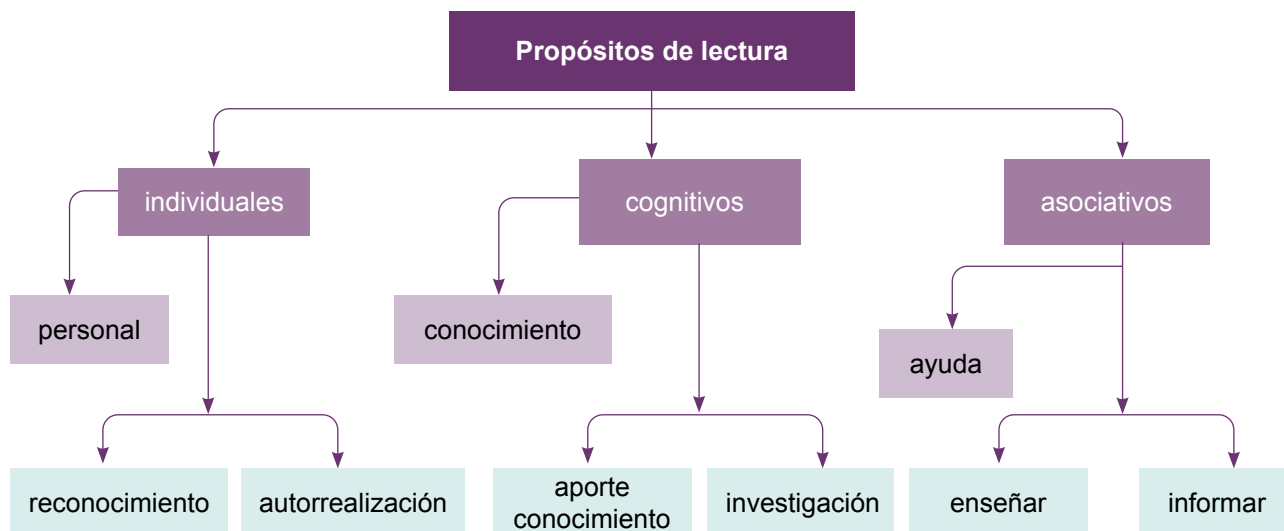 Propósitos de lectura
individuales
cognitivos
asociativos
personal
conocimiento
ayuda
reconocimiento
autorrealización
aporte
conocimiento
investigación
enseñar
informar